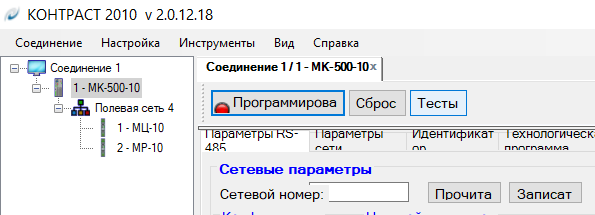 КОНТРАСТ 2010 v 2.0.12.18
Соединение Настройка Инструменты Вид Справка
Соединение 1
1 - МК-500-10
Полевая сеть 4
1 - МЦ-10
2 - МР-10
Соединение 1 / 1 - МК-500-10 x
Программирова Сброс Тесты
Параметры RS-485 Параметры сети Идентификатор Технологическ программа
Сетевые параметры
Сетевой номер: Прочита Записат